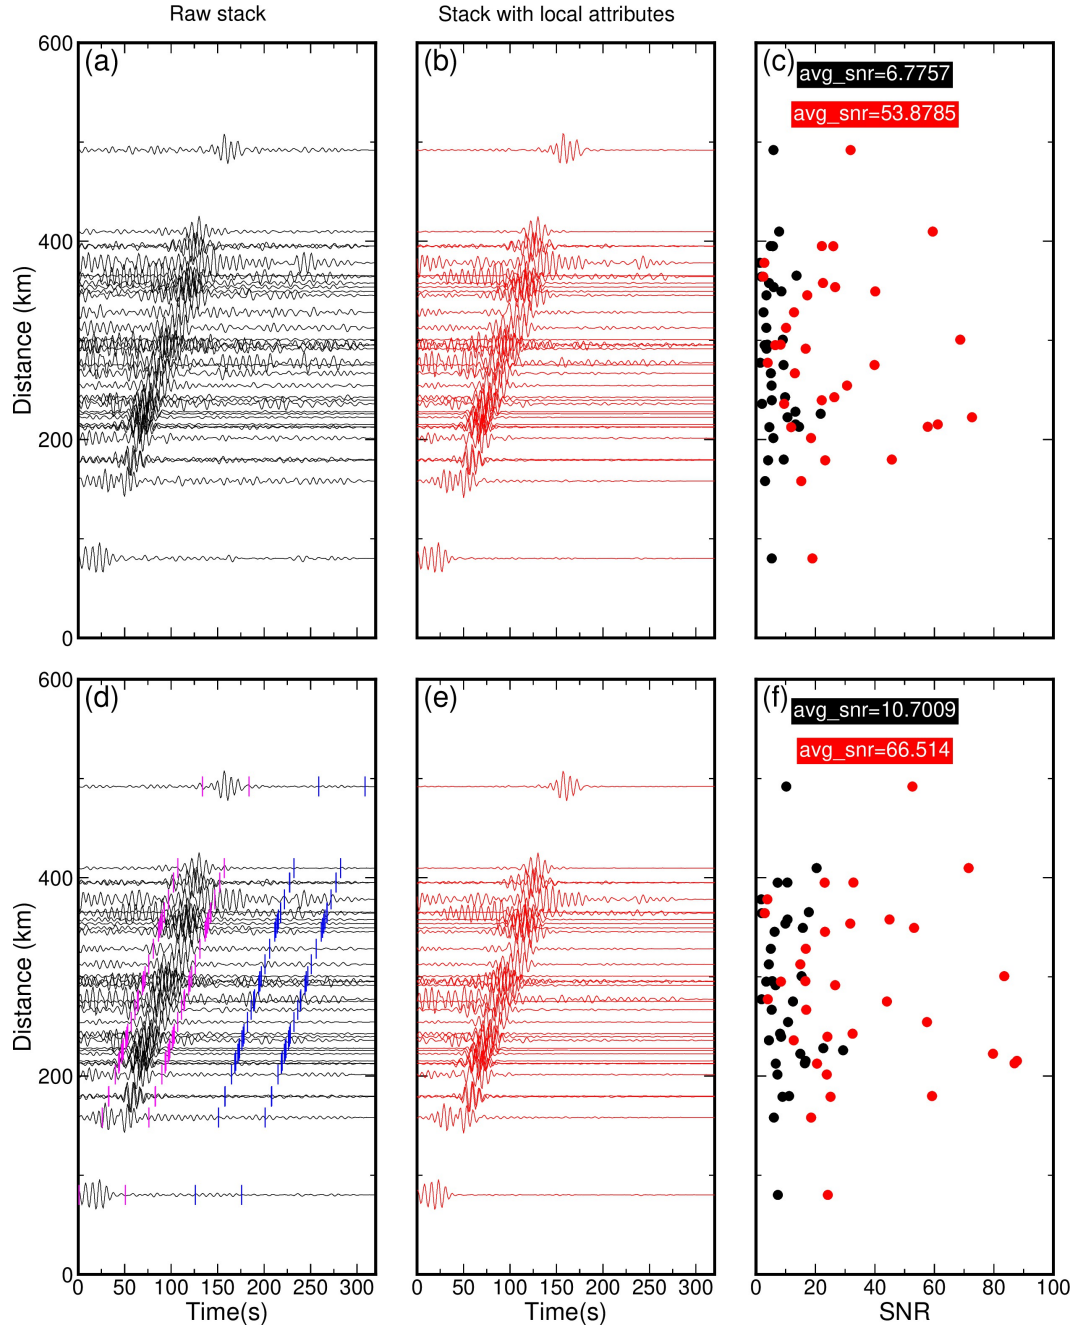 Raw stack
Stack with local attributes
600
(a)
(b)
(c)
avg_snr=6.7757
avg_snr=53.8785
400
Distance (km)
200
0
600
(d)
(e)
(f)
avg_snr=10.7009
avg_snr=66.514
400
Distance (km)
200
0
0 50 100 150 200 250 300
0 50 100 150 200 250 300
0 20 40 60 80 100
Time(s)
Time(s)
SNR